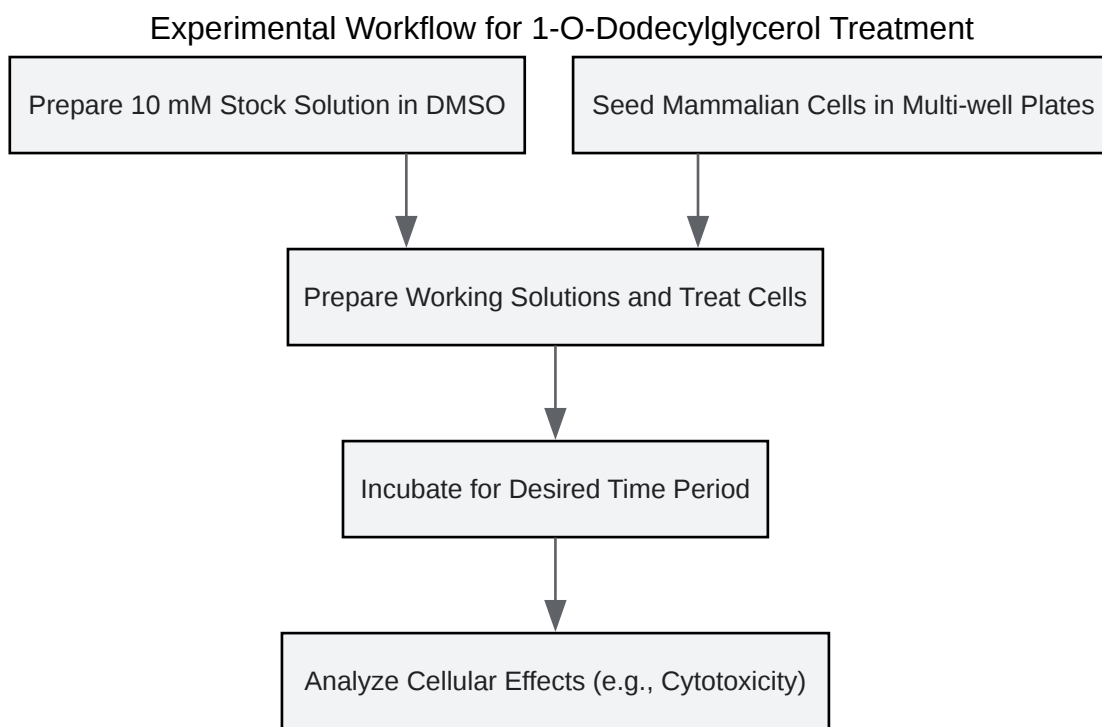 Experimental Workflow for 1-O-Dodecylglycerol Treatment
Prepare 10 mM Stock Solution in DMSO
Seed Mammalian Cells in Multi-well Plates
Prepare Working Solutions and Treat Cells
Incubate for Desired Time Period
Analyze Cellular Effects (e.g., Cytotoxicity)